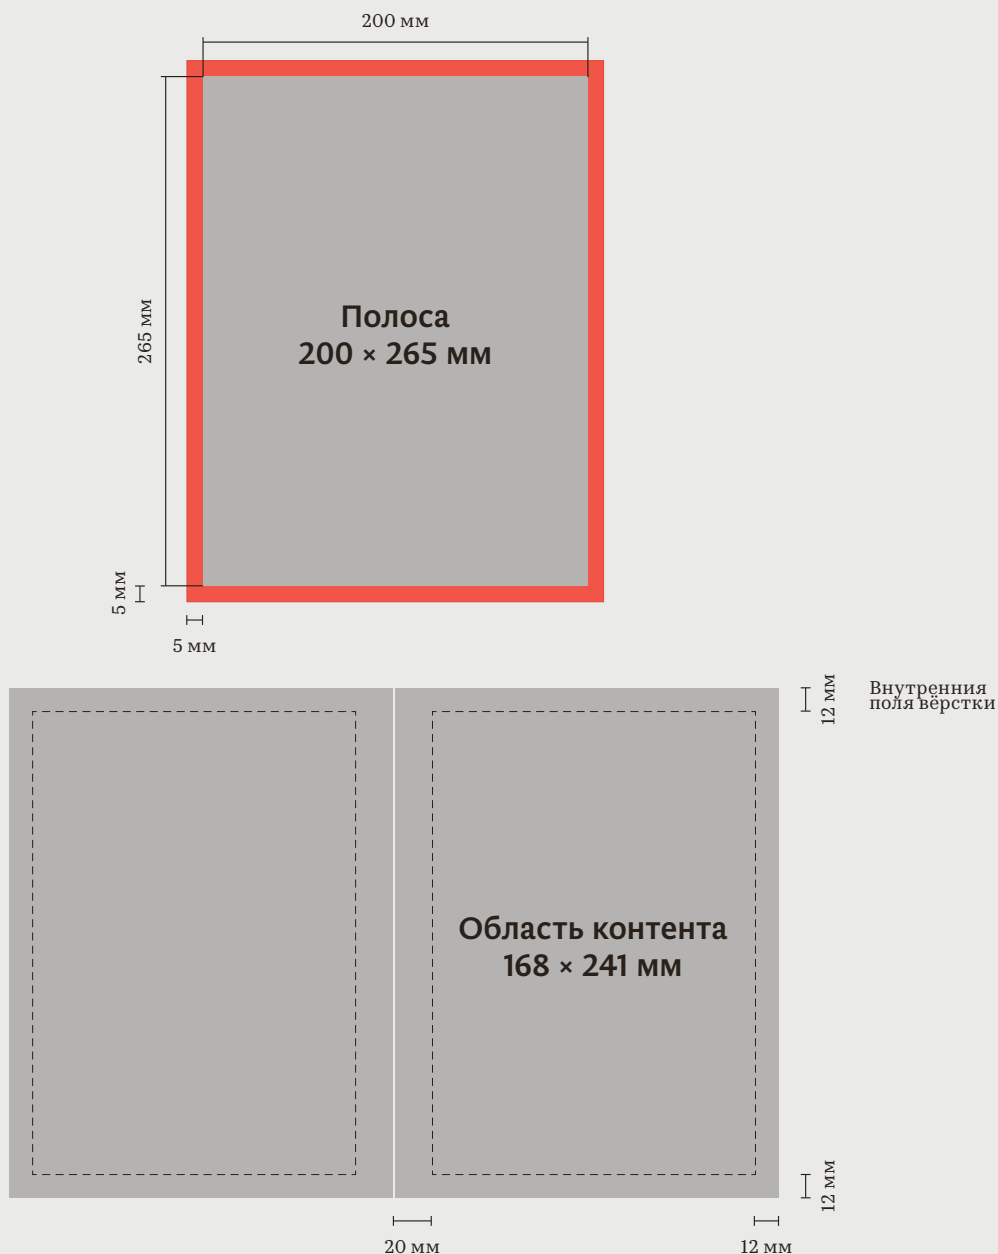 200 мм
265 мм
Полоса
200 × 265 мм
5 мм
5 мм
12 мм
Внутренния
поля вёрстки
Область контента
168 × 241 мм
12 мм
20 мм
12 мм